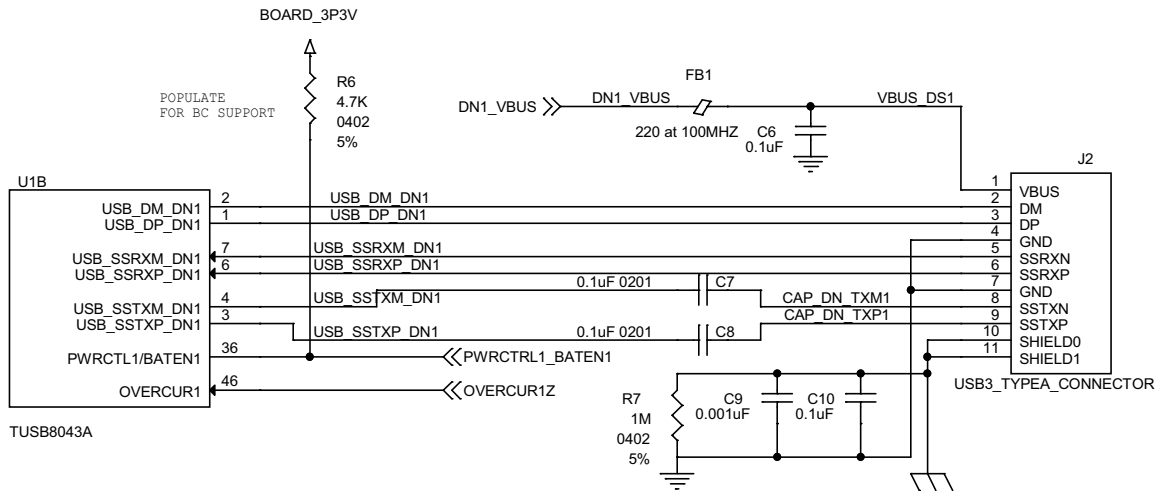 BOARD_3P3V
POPULATE
FOR BC SUPPORT
R6
4.7K
0402
5%
FB1
DN1_VBUS
DN1_VBUS
VBUS_DS1
220 at 100MHZ
C6
0.1uF
J2
U1B
USB_DM_DN1
2
USB_DM_DN1
USB_DP_DN1
1
USB_DP_DN1
USB_SSRXM_DN1
7
USB_SSRXM_DN1
USB_SSRXP_DN1
6
USB_SSRXP_DN1
USB_SSTXM_DN1
4
USB_SSTXM_DN1
USB_SSTXP_DN1
3
USB_SSTXP_DN1
0.1uF 0201
C7
CAP_DN_TXM1
0.1uF 0201
C8
CAP_DN_TXP1
PWRCTL1/BATEN1
36
PWRCTRL1_BATEN1
OVERCUR1
46
OVERCUR1Z
TUSB8043A
1
VBUS
2
DM
3
DP
4
GND
5
SSRXN
6
SSRXP
7
GND
8
SSTXN
9
SSTXP
10
SHIELD0
11
SHIELD1
USB3_TYPEA_CONNECTOR
R7
1M
0402
5%
C9
0.001uF
C10
0.1uF